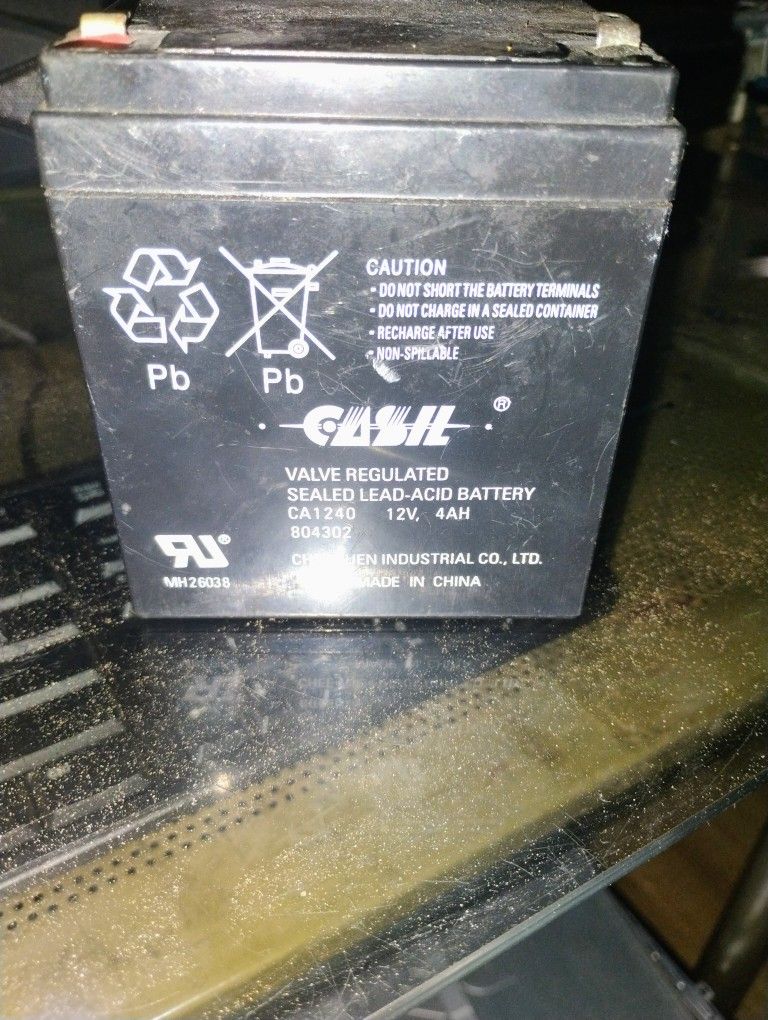 CAUTION
• DO NOT SHORT THE BATTERY TERMINALS
• DO NOT CHARGE IN A SEALED CONTAINER
• RECHARGE AFTER USE
• NON-SPILLABLE
Pb
Pb
CASIL ®
VALVE REGULATED
SEALED LEAD-ACID BATTERY
CA1240 12V, 4AH
804302
INDUSTRIAL CO., LTD.
MADE IN CHINA
RU®
MH26038